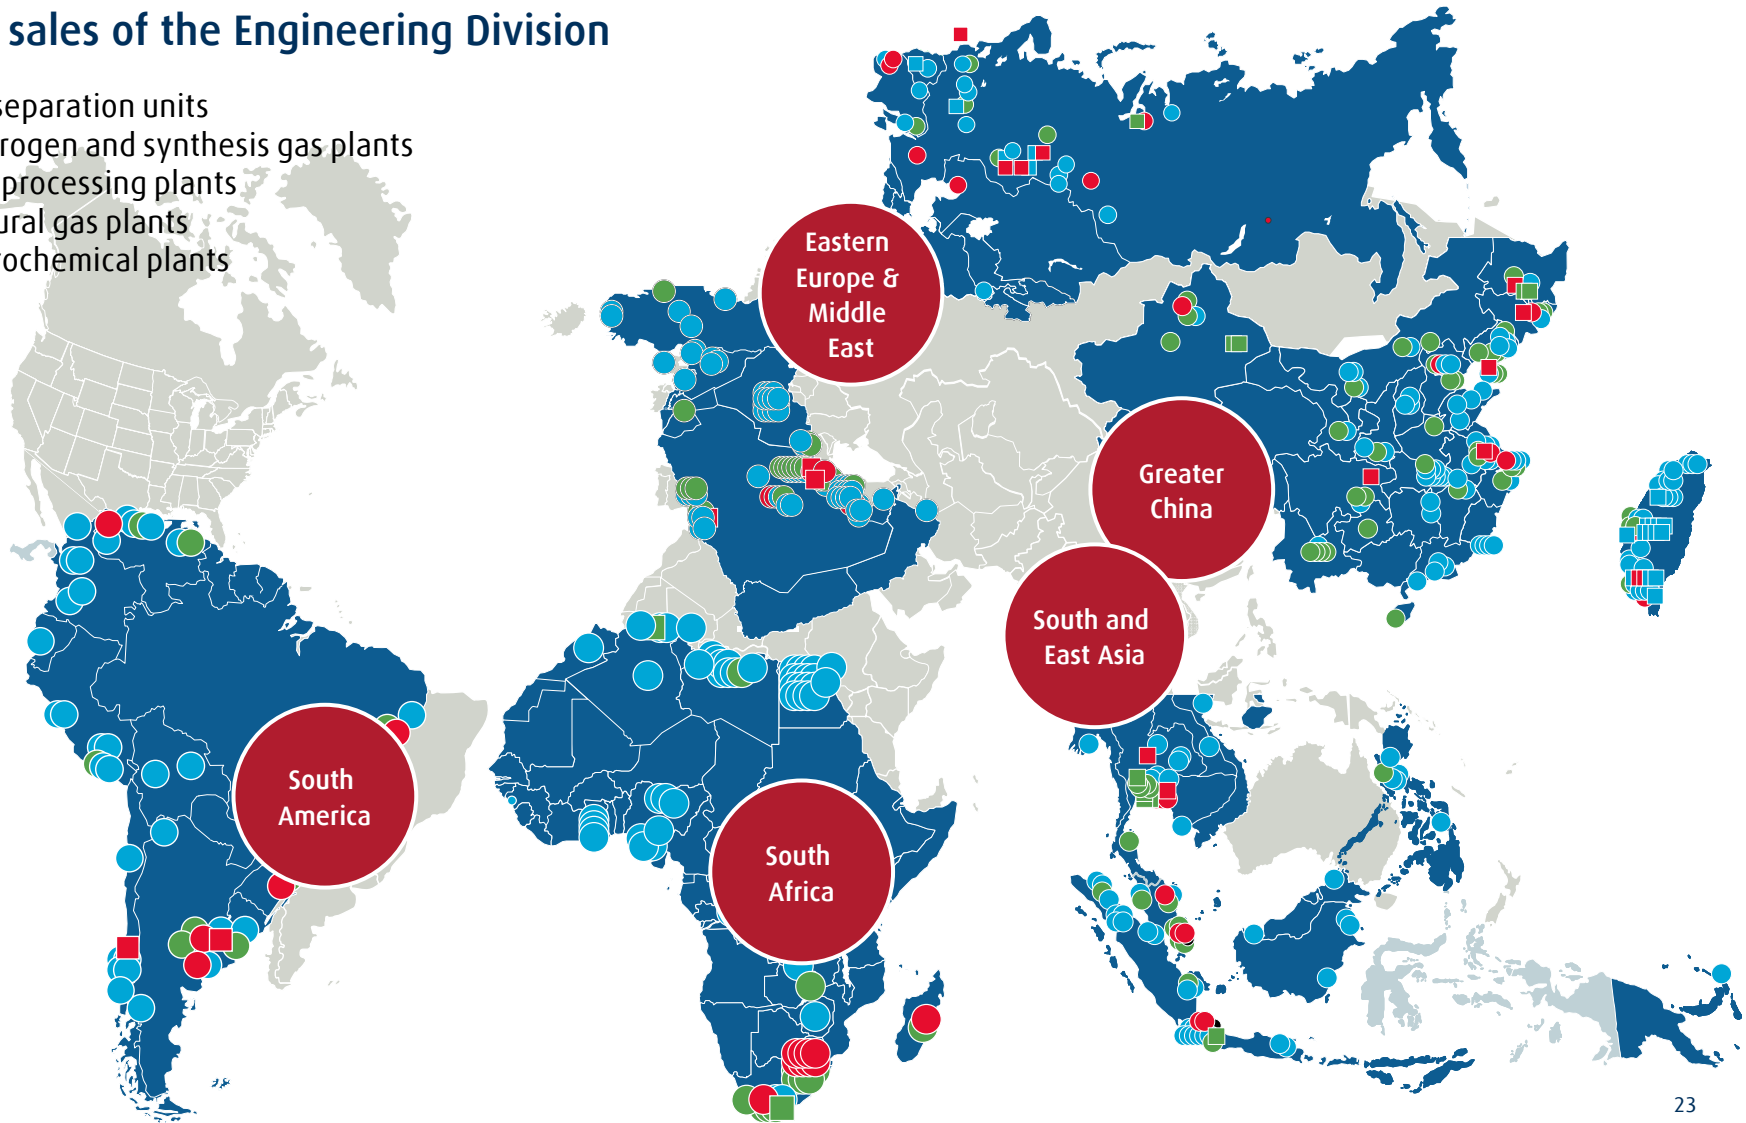 sales of the Engineering Division
separation units
rogen and synthesis gas plants
processing plants
ural gas plants
rochemical plants
Eastern
Europe &
Middle
East
Greater
China
South and
East Asia
South
America
South
Africa
23